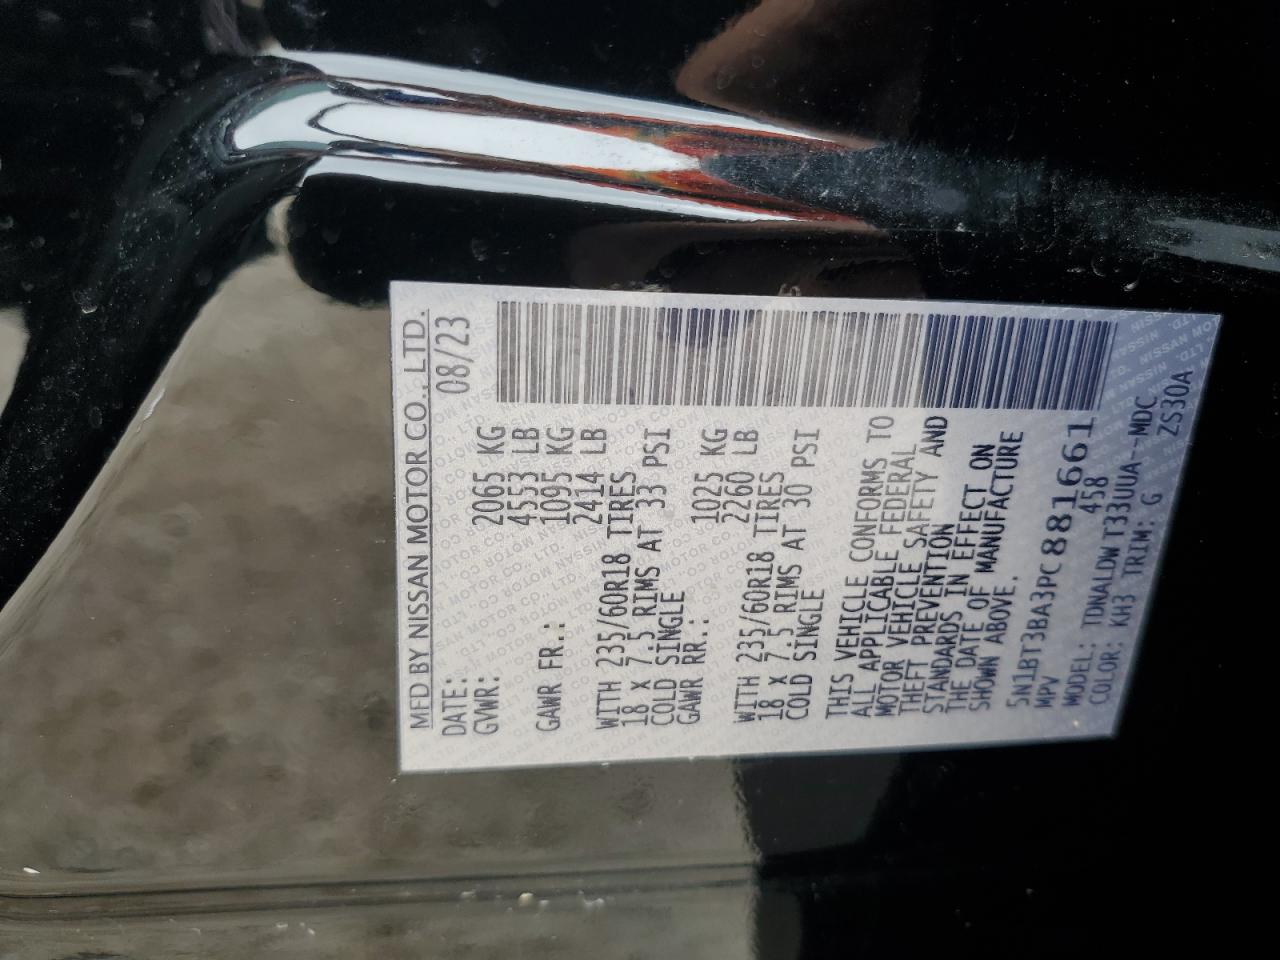 MFD BY NISSAN MOTOR CO., LTD.
DATE: 08/23
GVWR: 2065 KG
4553 LB
GAWR FR.: 1095 KG
2414 LB
WITH 235/60R18 TIRES
18 X 7.5 RIMS AT 33 PSI
COLD SINGLE
GAWR RR.: 1025 KG
2260 LB
WITH 235/60R18 TIRES
18 X 7.5 RIMS AT 30 PSI
COLD SINGLE
THIS VEHICLE CONFORMS TO
ALL APPLICABLE FEDERAL
MOTOR VEHICLE SAFETY AND
THEFT PREVENTION
STANDARDS IN EFFECT ON
THE DATE OF MANUFACTURE
SHOWN ABOVE.
5N1BT3BA3PC881661
MPV 458
MODEL: TDNALDWT33UUA--MDC
COLOR: KH3 TRIM: G ZS30A